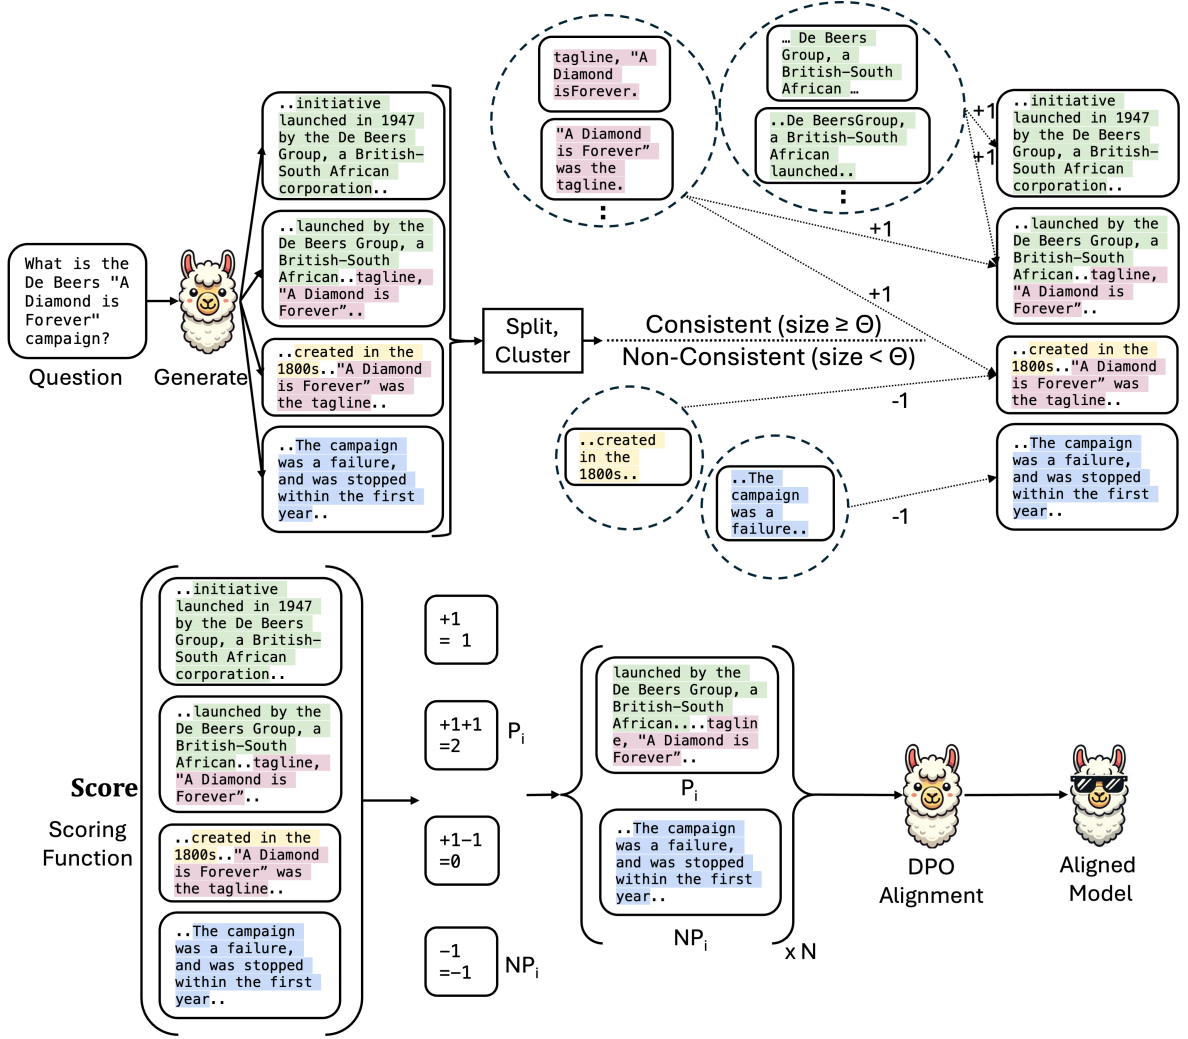 What is the
De Beers "A
Diamond is
Forever"
campaign?
Question
Generate
..initiative
launched in 1947
by the De Beers
Group, a British–
South African
corporation..
..launched by the
De Beers Group, a
British–South
African..tagline,
"A Diamond is
Forever”..
..created in the
1800s.."A Diamond
is Forever” was
the tagline..
..The campaign
was a failure,
and was stopped
within the first
year..
Split,
Cluster
tagline, "A
Diamond
isForever.
"A Diamond
is Forever”
was the
tagline.
⋮
… De Beers
Group, a
British–South
African …
..De BeersGroup,
a British–South
African
launched..
⋮
Consistent (size ≥ Θ)
Non-Consistent (size < Θ)
..created
in the
1800s..
..The
campaign
was a
failure..
+1
+1
+1
+1
-1
-1
..initiative
launched in 1947
by the De Beers
Group, a British–
South African
corporation..
..launched by the
De Beers Group, a
British–South
African..tagline,
"A Diamond is
Forever”..
..created in the
1800s.."A Diamond
is Forever” was
the tagline..
..The campaign
was a failure,
and was stopped
within the first
year..
Score
Scoring
Function
..initiative
launched in 1947
by the De Beers
Group, a British–
South African
corporation..
..launched by the
De Beers Group, a
British–South
African..tagline,
"A Diamond is
Forever”..
..created in the
1800s.."A Diamond
is Forever” was
the tagline..
..The campaign
was a failure,
and was stopped
within the first
year..
+1
= 1
+1+1
=2
Pi
+1–1
=0
–1
=–1
NPi
launched by the
De Beers Group, a
British–South
African....taglin
e, "A Diamond is
Forever”..
Pi
..The campaign
was a failure,
and was stopped
within the first
year..
NPi
x N
DPO
Alignment
Aligned
Model